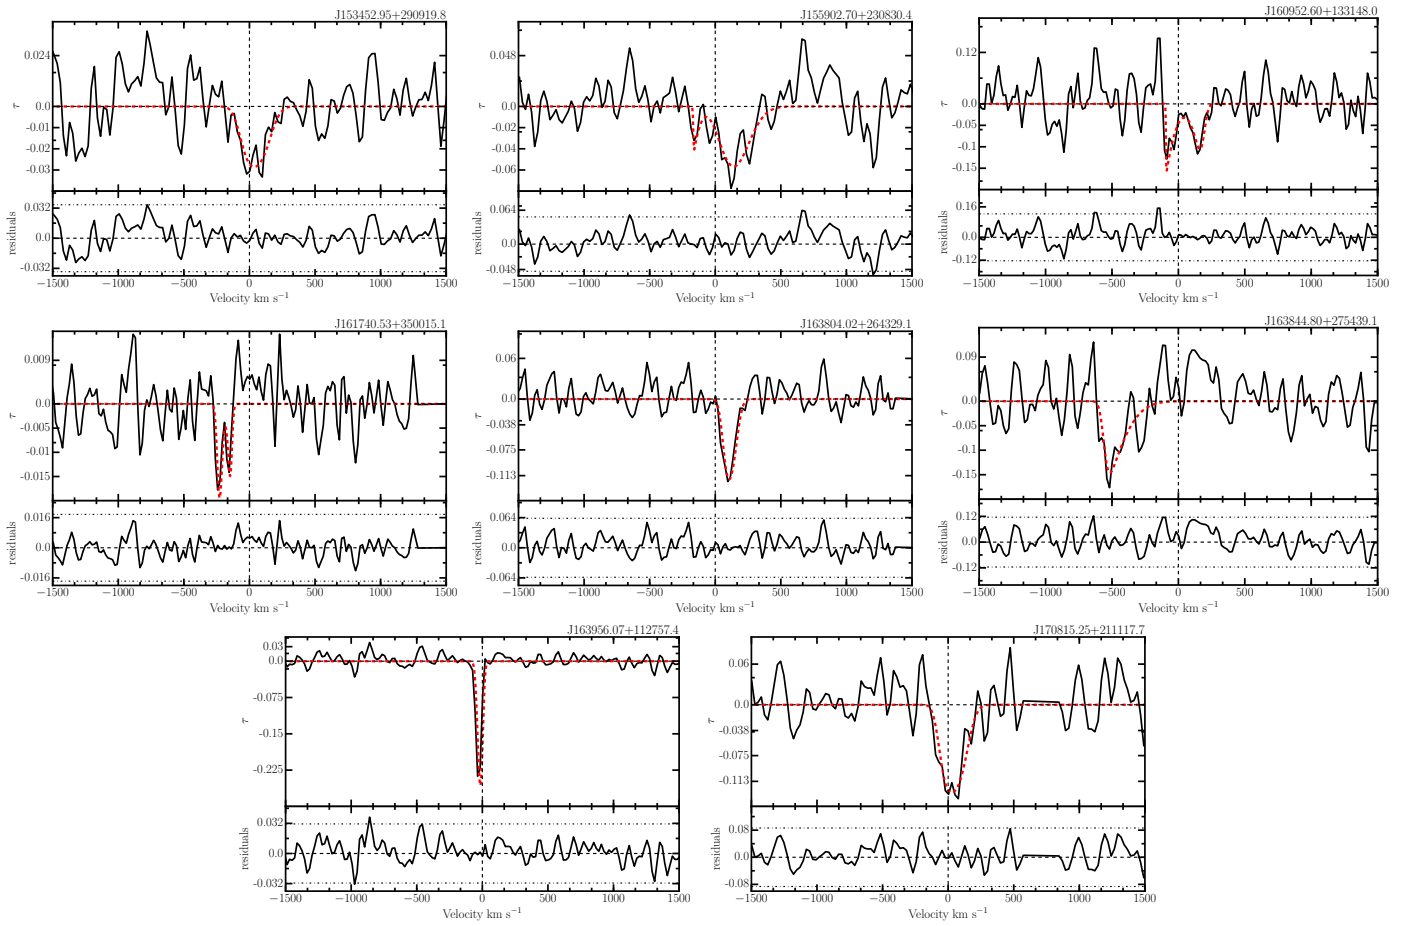 J153452.95+290919.8
0.024
0.0
-0.01
-0.02
-0.03
τ
0.032
0.0
-0.032
residuals
−1500 −1000 −500 0 500 1000 1500
Velocity km s⁻¹
J155902.70+230830.4
0.048
0.0
-0.02
-0.04
-0.06
τ
0.064
0.0
-0.048
residuals
−1500 −1000 −500 0 500 1000 1500
Velocity km s⁻¹
J160952.60+133148.0
0.12
0.0
-0.05
-0.1
-0.15
τ
0.16
0.0
-0.12
residuals
−1500 −1000 −500 0 500 1000 1500
Velocity km s⁻¹
J161740.53+350015.1
0.009
0.0
-0.005
-0.01
-0.015
τ
0.016
0.0
-0.016
residuals
−1500 −1000 −500 0 500 1000 1500
Velocity km s⁻¹
J163804.02+264329.1
0.06
0.0
-0.038
-0.075
-0.113
τ
0.064
0.0
-0.064
residuals
−1500 −1000 −500 0 500 1000 1500
Velocity km s⁻¹
J163844.80+275439.1
0.09
0.0
-0.05
-0.1
-0.15
τ
0.12
0.0
-0.12
residuals
−1500 −1000 −500 0 500 1000 1500
Velocity km s⁻¹
J163956.07+112757.4
0.03
0.0
-0.075
-0.15
-0.225
τ
0.032
0.0
-0.032
residuals
−1500 −1000 −500 0 500 1000 1500
Velocity km s⁻¹
J170815.25+211117.7
0.06
0.0
-0.038
-0.075
-0.113
τ
0.08
0.0
-0.08
residuals
−1500 −1000 −500 0 500 1000 1500
Velocity km s⁻¹